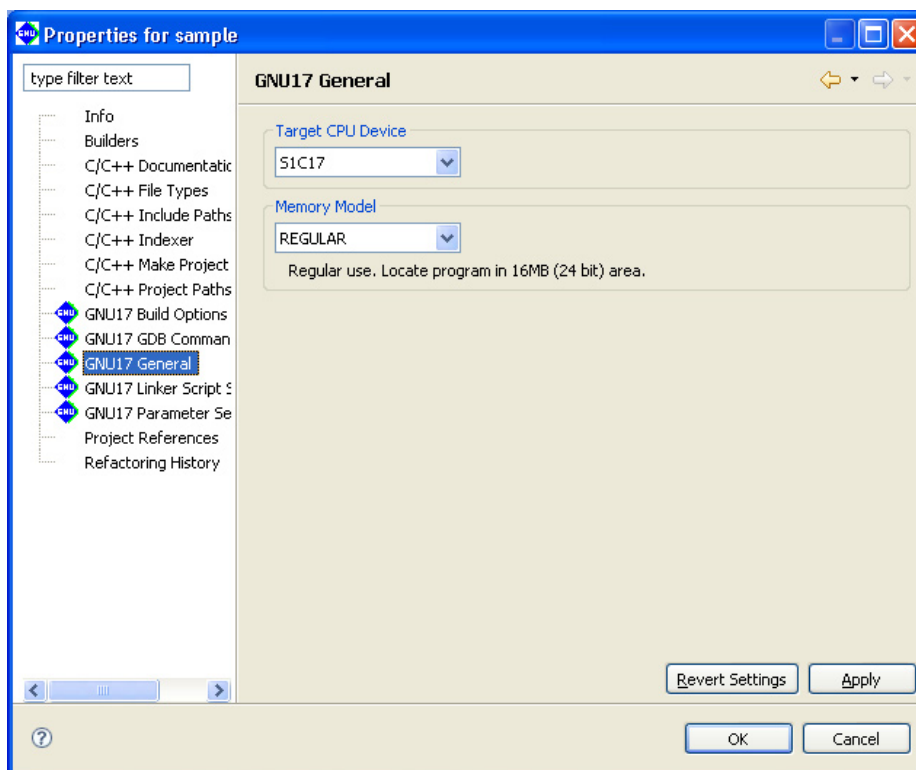 Properties for sample
type filter text
Info
Builders
C/C++ Documentatic
C/C++ File Types
C/C++ Include Paths
C/C++ Indexer
C/C++ Make Project
C/C++ Project Paths
GNU17 Build Options
GNU17 GDB Comman
GNU17 General
GNU17 Linker Script S
GNU17 Parameter Se
Project References
Refactoring History
GNU17 General
Target CPU Device
S1C17
Memory Model
REGULAR
Regular use. Locate program in 16MB (24 bit) area.
Revert Settings
Apply
OK
Cancel